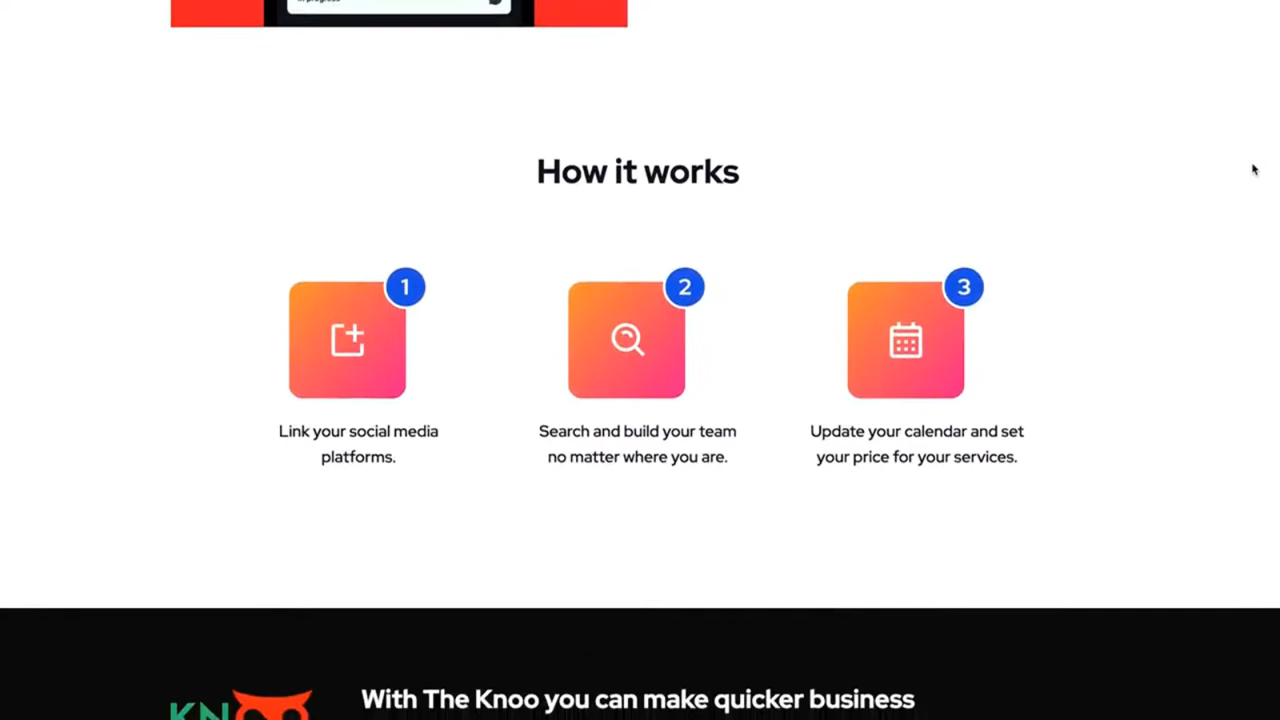 How it works
1
2
3
Link your social media
platforms.
Search and build your team
no matter where you are.
Update your calendar and set
your price for your services.
KNOO
With The Knoo you can make quicker business